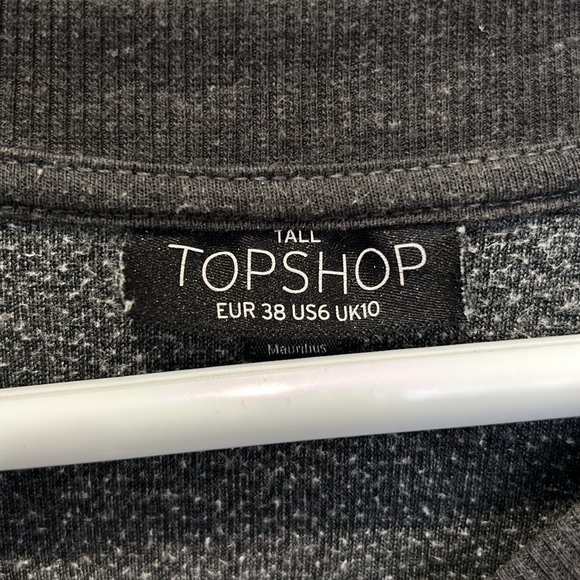 TALL
TOPSHOP
EUR 38 US6 UK10
Mauritius